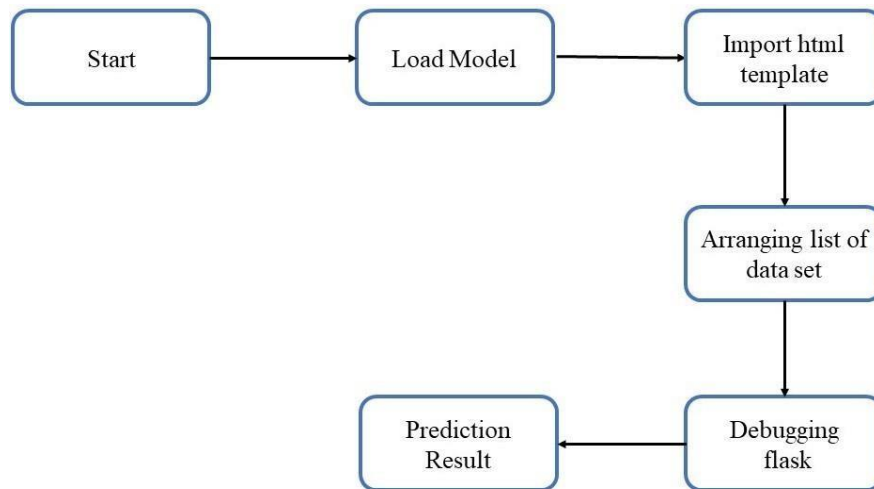 Start
Load Model
Import html
template
Arranging list of
data set
Debugging
flask
Prediction
Result